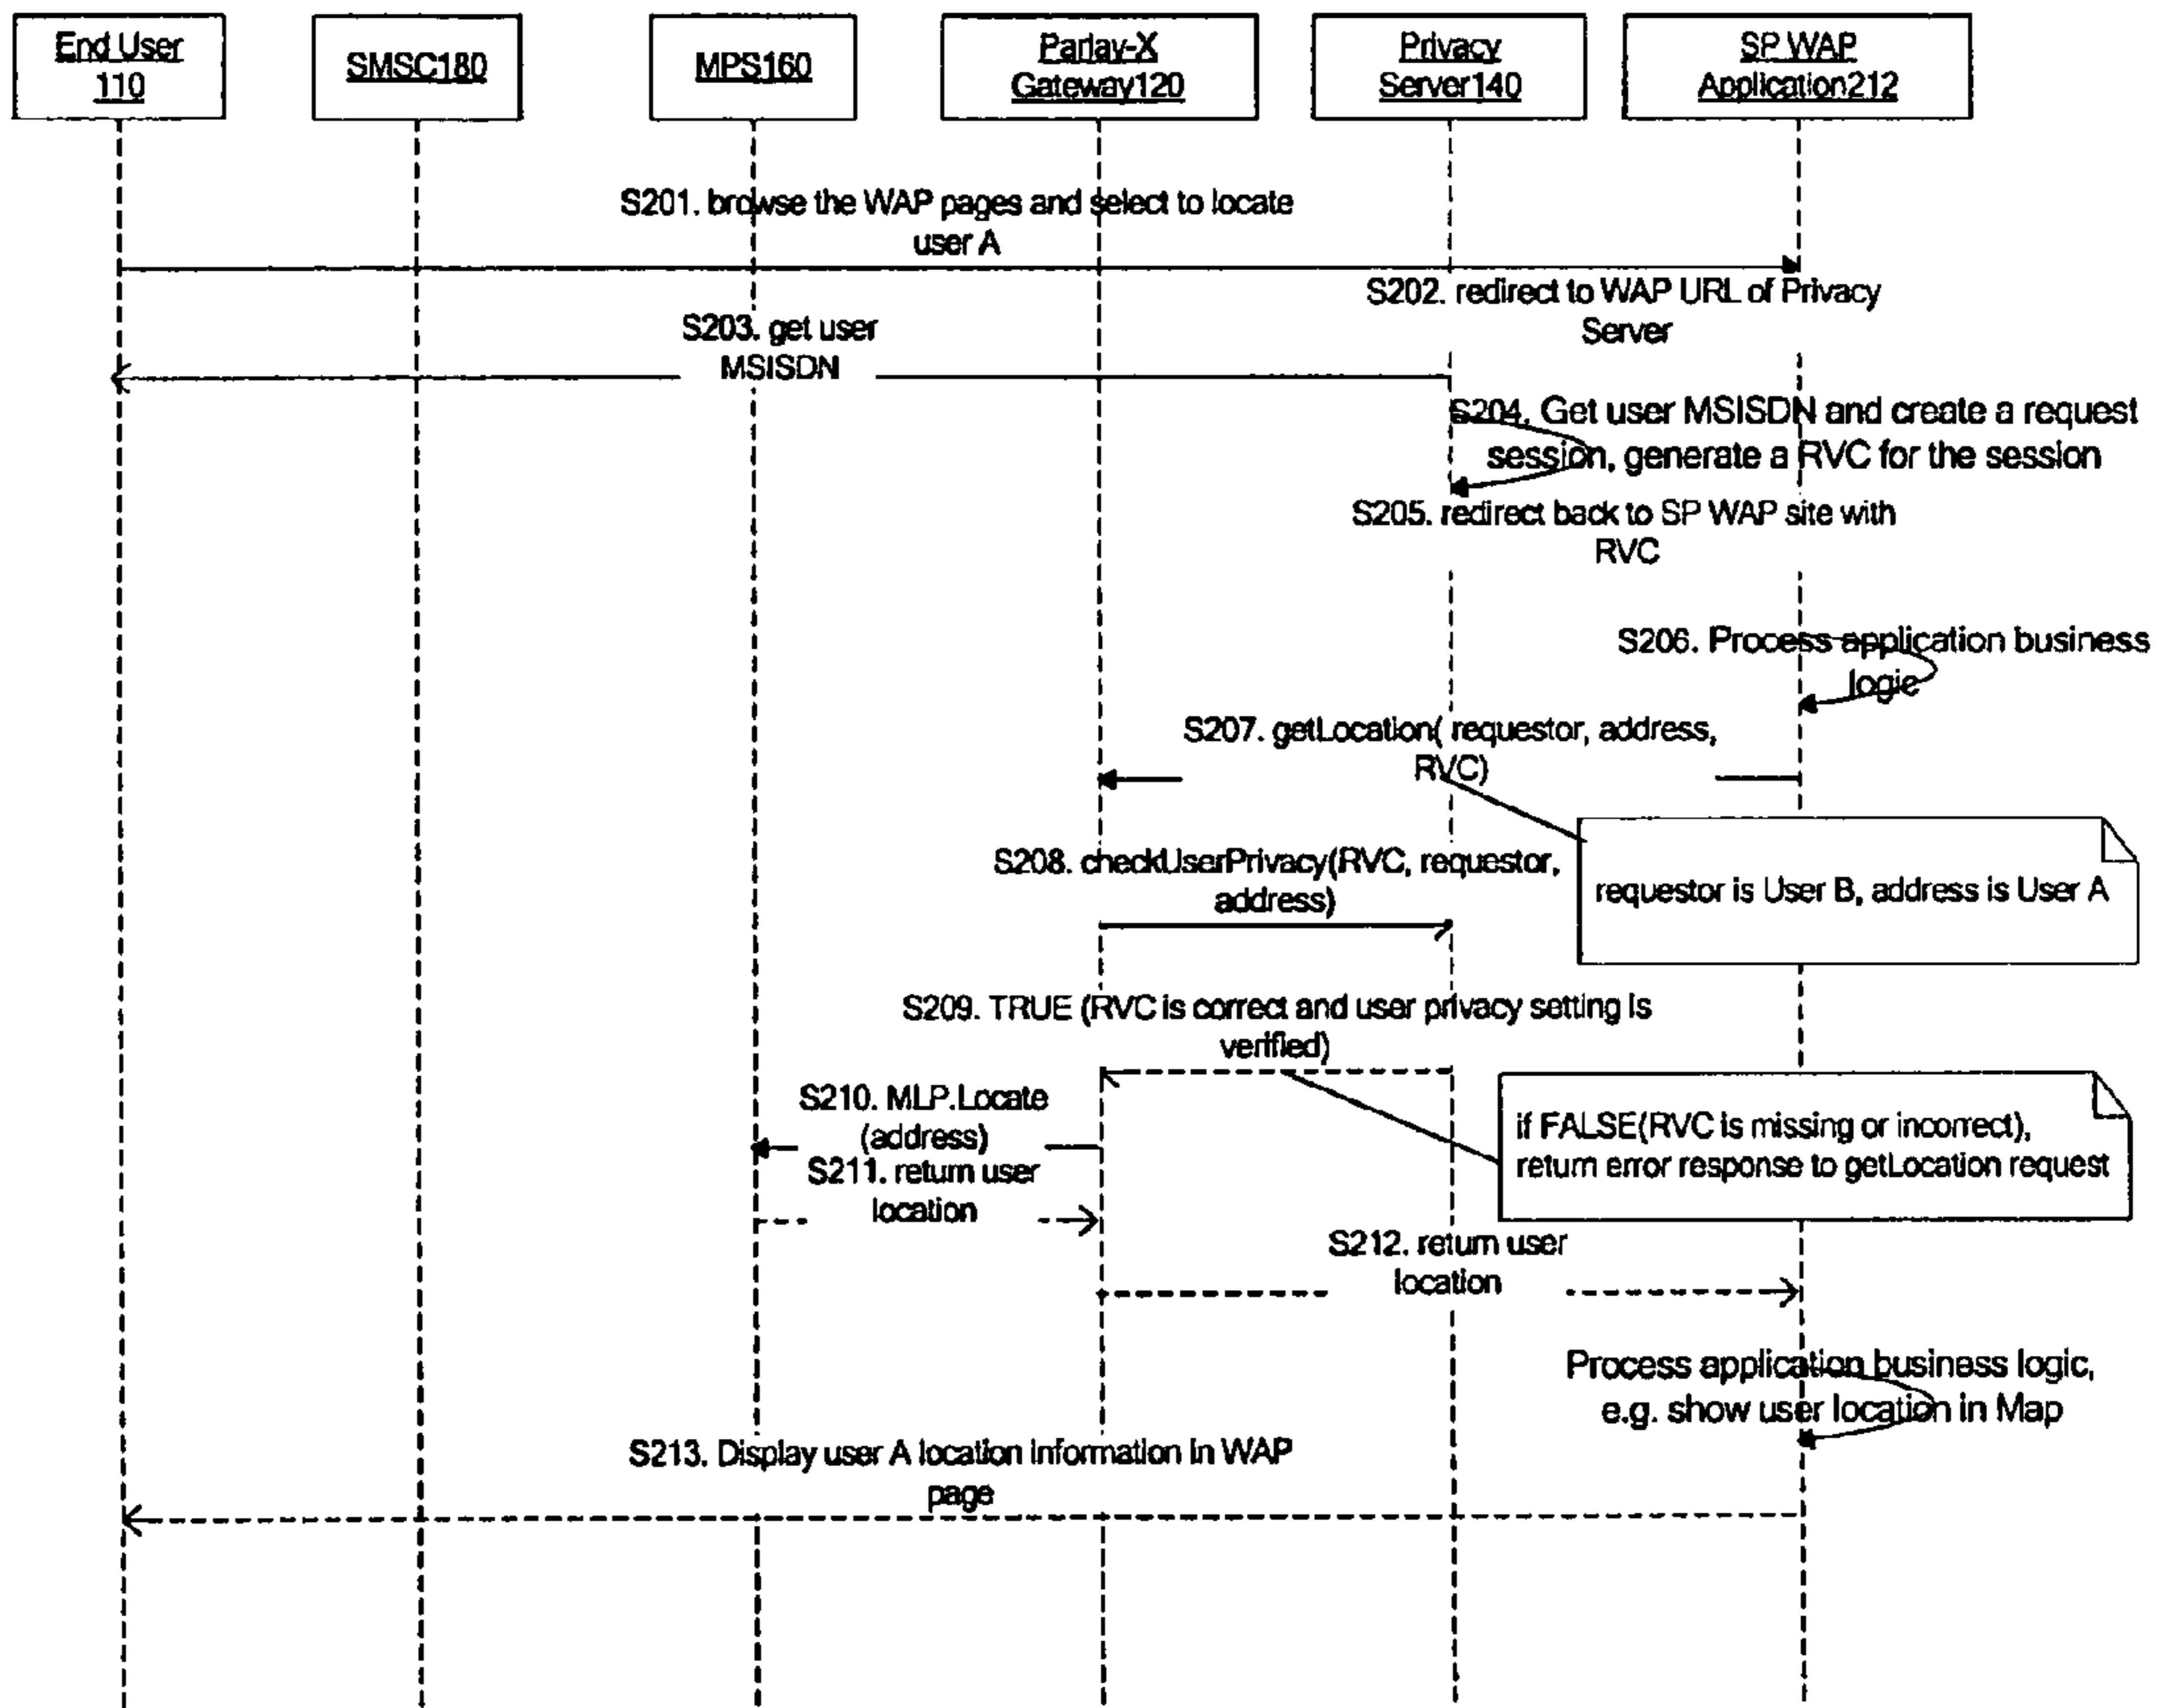 End User
110
SMSC180
MPS160
Parlay-X
Gateway120
Privacy
Server140
SP WAP
Application212
S201. browse the WAP pages and select to locate
user A
S202. redirect to WAP URL of Privacy
Server
S203. get user
MSISDN
S204. Get user MSISDN and create a request
session, generate a RVC for the session
S205. redirect back to SP WAP site with
RVC
S206. Process application business
logic
S207. getLocation( requestor, address,
RVC)
requestor is User B, address is User A
S208. checkUserPrivacy(RVC, requestor,
address)
S209. TRUE (RVC is correct and user privacy setting is
verified)
if FALSE(RVC is missing or incorrect),
return error response to getLocation request
S210. MLP.Locate
(address)
S211. return user
location
S212. return user
location
Process application business logic,
e.g. show user location in Map
S213. Display user A location information in WAP
page